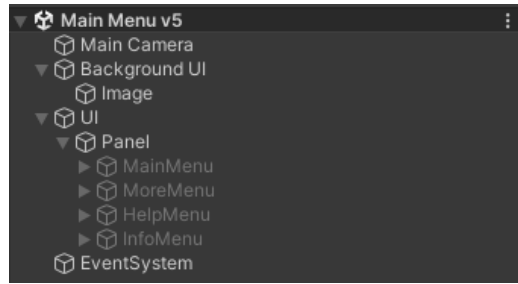 Main Menu v5
Main Camera
Background UI
Image
UI
Panel
MainMenu
MoreMenu
HelpMenu
InfoMenu
EventSystem